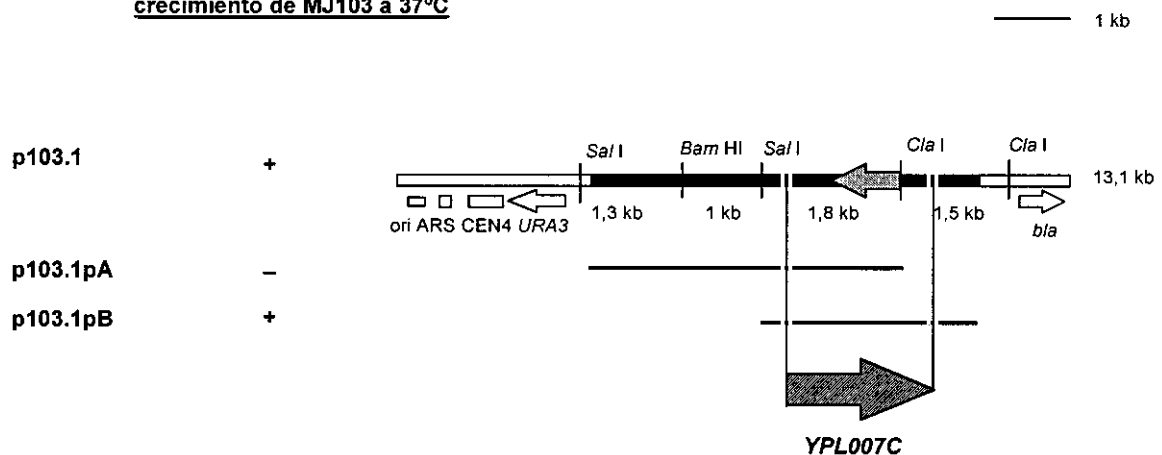 crecimiento de MJ103 a 37ºC
1 kb
p103.1 + Sal I Bam HI Sal I Cla I Cla I 13,1 kb
1,3 kb 1 kb 1,8 kb 1,5 kb
ori ARS CEN4 URA3 bla
p103.1pA –
p103.1pB +
YPL007C